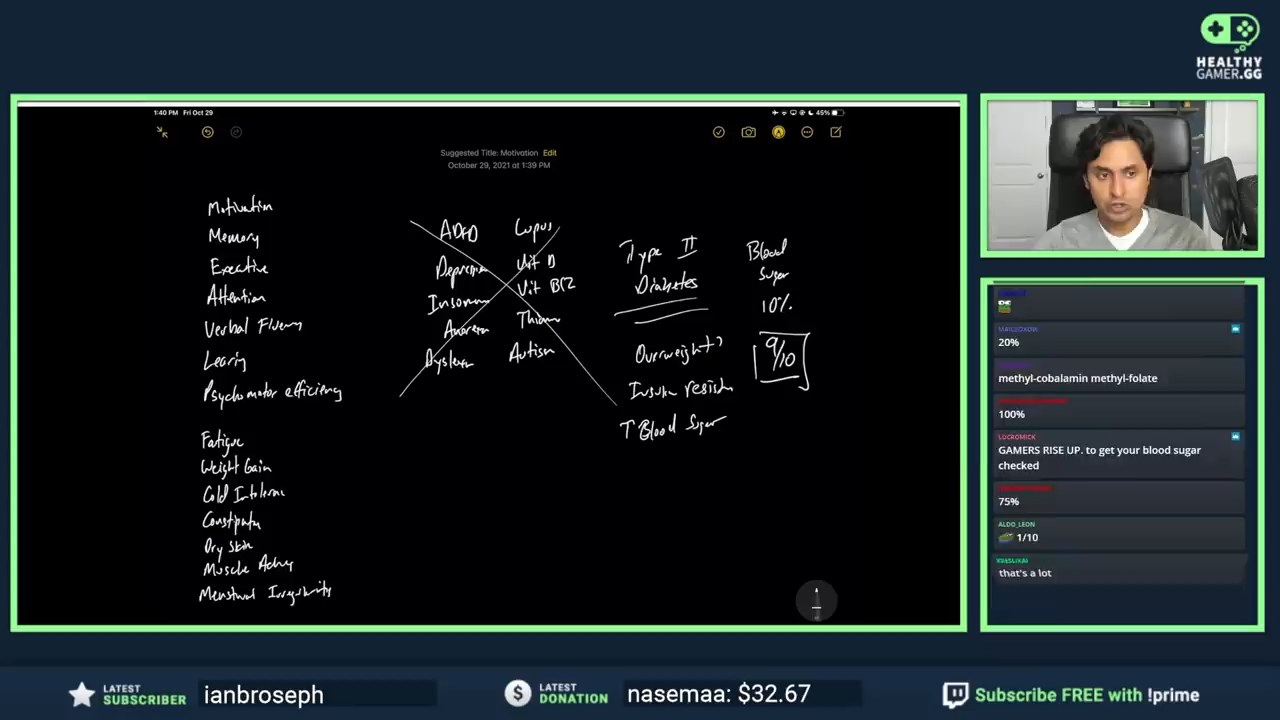 HEALTHY
GAMER.GG
1:40 PM Fri Oct 29
45%
Suggested Title: Motivation Edit
October 29, 2021 at 1:39 PM
Motivation
Memory
Executive
Attention
Verbal Fluency
Learing
Psychomotor efficiency
Fatigue
Weight Gain
Cold Intolerance
Constipation
Dry Skin
Muscle Aches
Menstrual Irregularity
ADHD
Depression
Insomnia
Dyslexia
Lupus
Vit D
Vit B12
Autism
Type II
Diabetes
Overweight?
Insulin resistn
↑ Blood Sugar
Blood
Sugar
10%
9/10
20%
methyl-cobalamin methyl-folate
100%
LUCROMICK
GAMERS RISE UP. to get your blood sugar
checked
75%
ALDO_LEON
1/10
that's a lot
LATEST
SUBSCRIBER
ianbroseph
LATEST
DONATION
nasemaa: $32.67
Subscribe FREE with !prime